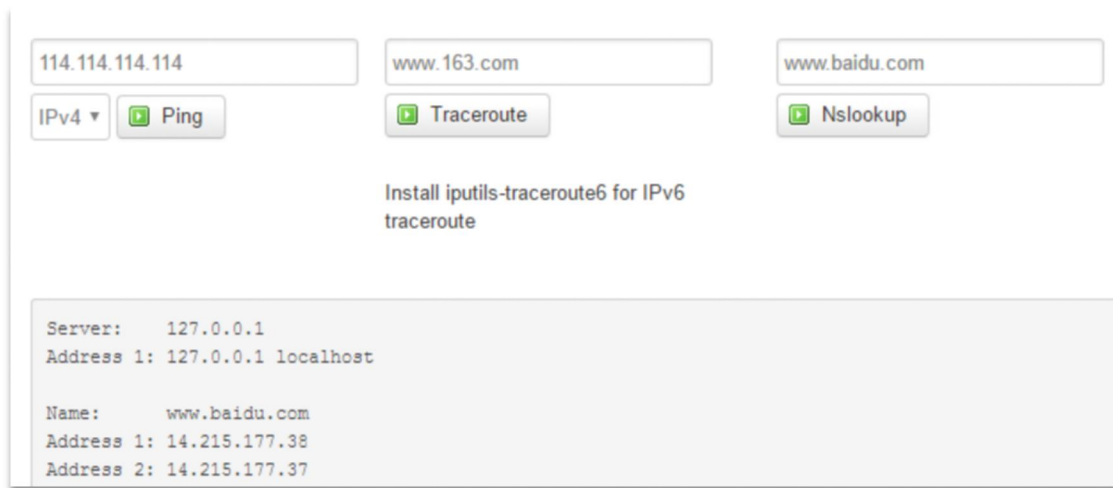 114.114.114.114
www.163.com
www.baidu.com
IPv4 Ping
Traceroute
Nslookup
Install iputils-traceroute6 for IPv6
traceroute
Server:    127.0.0.1
Address 1: 127.0.0.1 localhost
Name:      www.baidu.com
Address 1: 14.215.177.38
Address 2: 14.215.177.37